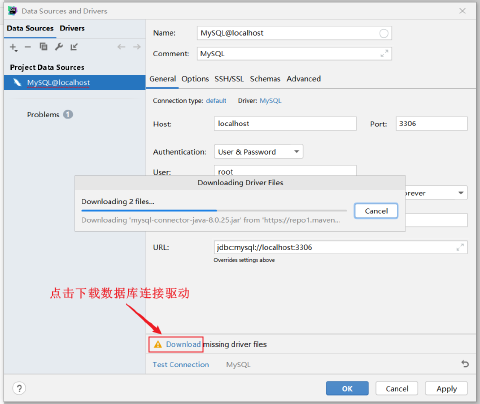 Data Sources and Drivers
Data Sources Drivers
Project Data Sources
MySQL@localhost
Problems 1
Name: MySQL@localhost
Comment: MySQL
General Options SSH/SSL Schemas Advanced
Connection type: default Driver: MySQL
Host: localhost Port: 3306
Authentication: User & Password
User: root
Downloading Driver Files
Downloading 2 files...
Downloading 'mysql-connector-java-8.0.25.jar' from 'https://repo1.maven...
Cancel
orever
URL: jdbc:mysql://localhost:3306
Overrides settings above
点击下载数据库连接驱动
Download missing driver files
Test Connection MySQL
? OK Cancel Apply